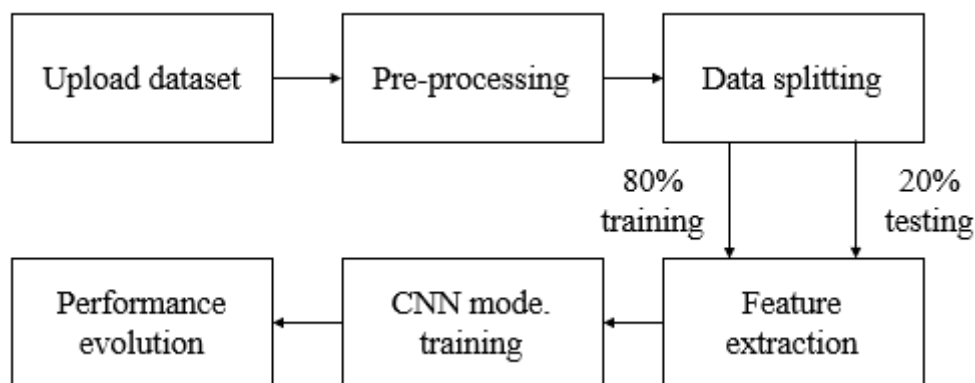 Upload dataset
Pre-processing
Data splitting
80%
training
20%
testing
Performance
evolution
CNN mode.
training
Feature
extraction